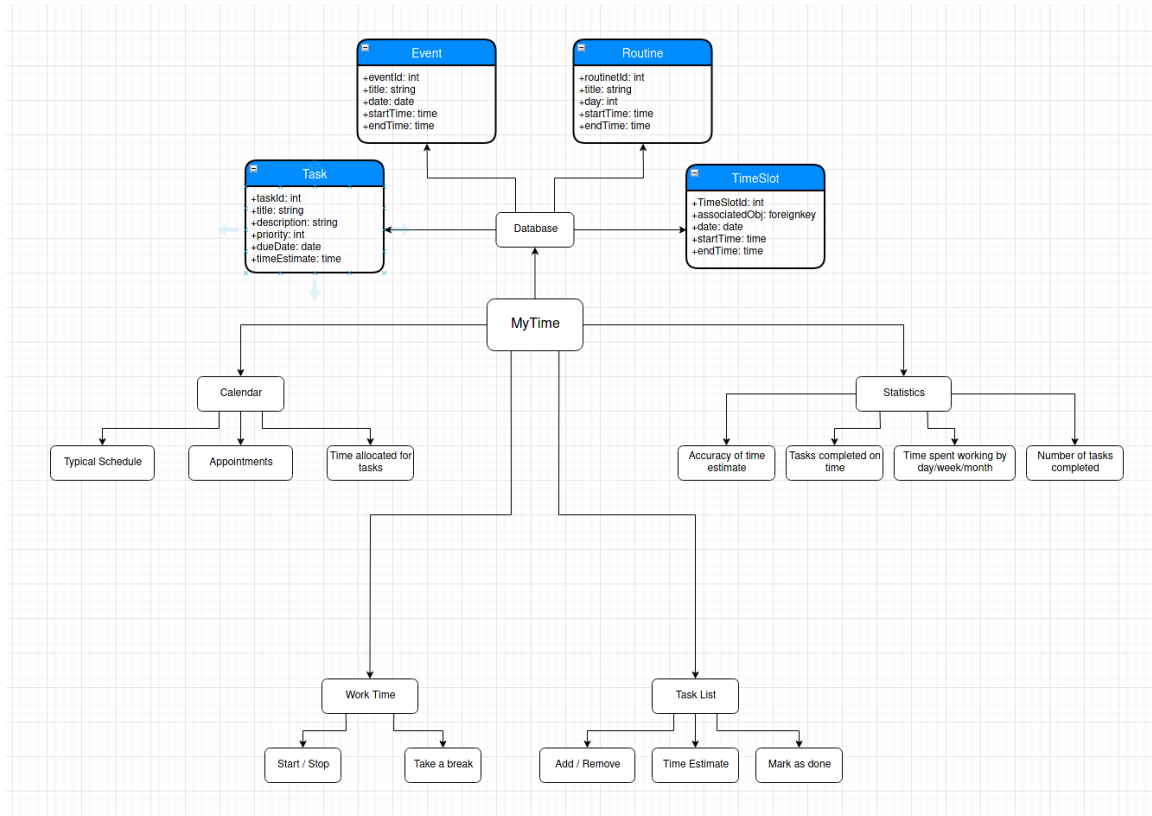 Event
+eventId: int
+title: string
+date: date
+startTime: time
+endTime: time
Routine
+routinetId: int
+title: string
+day: int
+startTime: time
+endTime: time
Task
+taskId: int
+title: string
+description: string
+priority: int
+dueDate: date
+timeEstimate: time
TimeSlot
+TimeSlotId: int
+associatedObj: foreignkey
+date: date
+startTime: time
+endTime: time
Database
MyTime
Calendar
Typical Schedule
Appointments
Time allocated for
tasks
Statistics
Accuracy of time
estimate
Tasks completed on
time
Time spent working by
day/week/month
Number of tasks
completed
Work Time
Start / Stop
Take a break
Task List
Add / Remove
Time Estimate
Mark as done